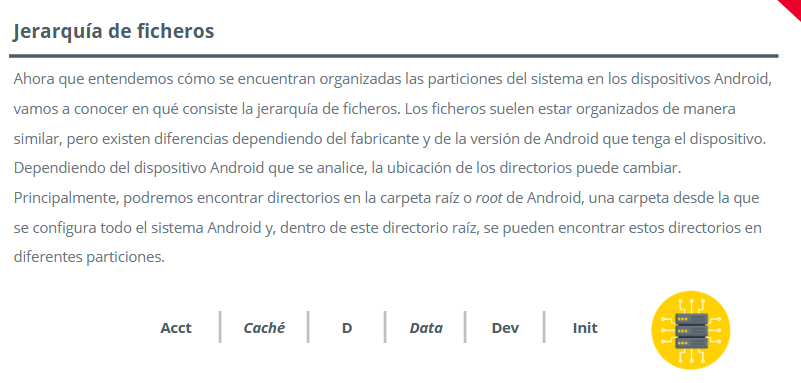 Jerarquía de ficheros
Ahora que entendemos cómo se encuentran organizadas las particiones del sistema en los dispositivos Android,
vamos a conocer en qué consiste la jerarquía de ficheros. Los ficheros suelen estar organizados de manera
similar, pero existen diferencias dependiendo del fabricante y de la versión de Android que tenga el dispositivo.
Dependiendo del dispositivo Android que se analice, la ubicación de los directorios puede cambiar.
Principalmente, podremos encontrar directorios en la carpeta raíz o root de Android, una carpeta desde la que
se configura todo el sistema Android y, dentro de este directorio raíz, se pueden encontrar estos directorios en
diferentes particiones.
Acct Caché D Data Dev Init